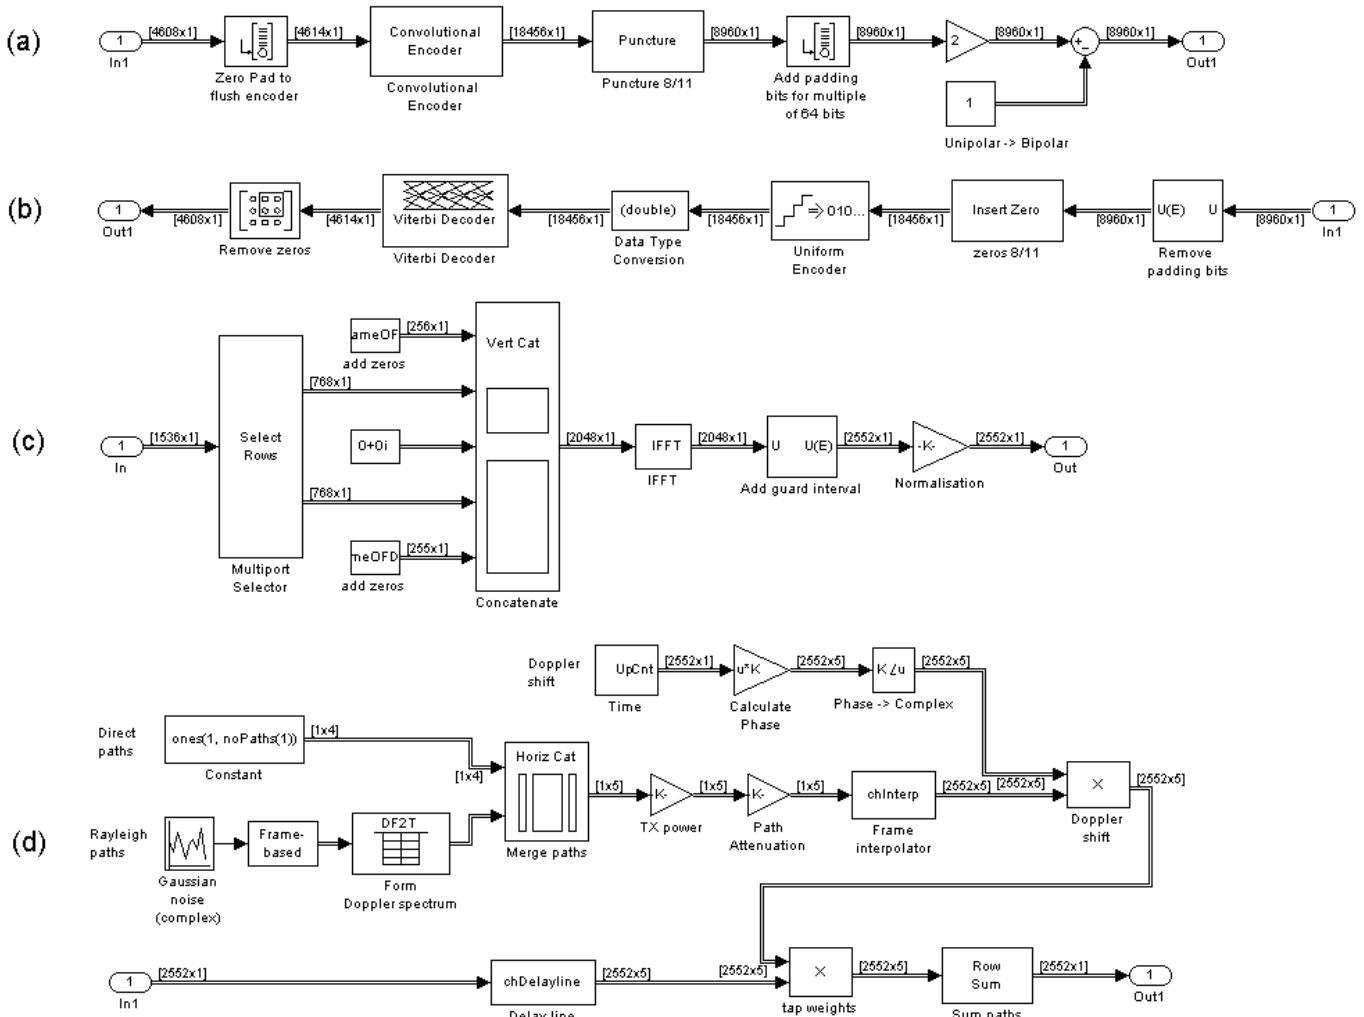 (a)
1
In1
[4608x1]
Zero Pad to
flush encoder
[4614x1]
Convolutional
Encoder
Convolutional
Encoder
[18456x1]
Puncture
Puncture 8/11
[8960x1]
Add padding
bits for multiple
of 64 bits
[8960x1]
2
[8960x1]
+
-
[8960x1]
1
Out1
1
Unipolar -> Bipolar
(b)
1
Out1
[4608x1]
Remove zeros
[4614x1]
Viterbi Decoder
Viterbi Decoder
[18456x1]
(double)
Data Type
Conversion
[18456x1]
⇒010...
Uniform
Encoder
[18456x1]
Insert Zero
zeros 8/11
[8960x1]
U(E) U
Remove
padding bits
[8960x1]
1
In1
(c)
1
In
[1536x1]
Select
Rows
Multiport
Selector
ameOF
[256x1]
add zeros
[768x1]
0+0i
[768x1]
neOFD
[255x1]
add zeros
Vert Cat
Concatenate
[2048x1]
IFFT
IFFT
[2048x1]
U U(E)
Add guard interval
[2552x1]
-K-
Normalisation
[2552x1]
1
Out
(d)
Doppler
shift
UpCnt
Time
[2552x1]
u*K
Calculate
Phase
[2552x5]
K∠u
Phase -> Complex
[2552x5]
Direct
paths
ones(1, noPaths(1))
Constant
[1x4]
[1x4]
Rayleigh
paths
Gaussian
noise
(complex)
Frame-
based
DF2T
Form
Doppler spectrum
Horiz Cat
Merge paths
[1x5]
K-
TX power
[1x5]
K-
Path
Attenuation
[1x5]
chInterp
Frame
interpolator
[2552x5]
[2552x5]
×
Doppler
shift
[2552x5]
1
In1
[2552x1]
chDelayline
Delay line
[2552x5]
[2552x5]
×
tap weights
[2552x5]
Row
Sum
Sum paths
[2552x1]
1
Out1